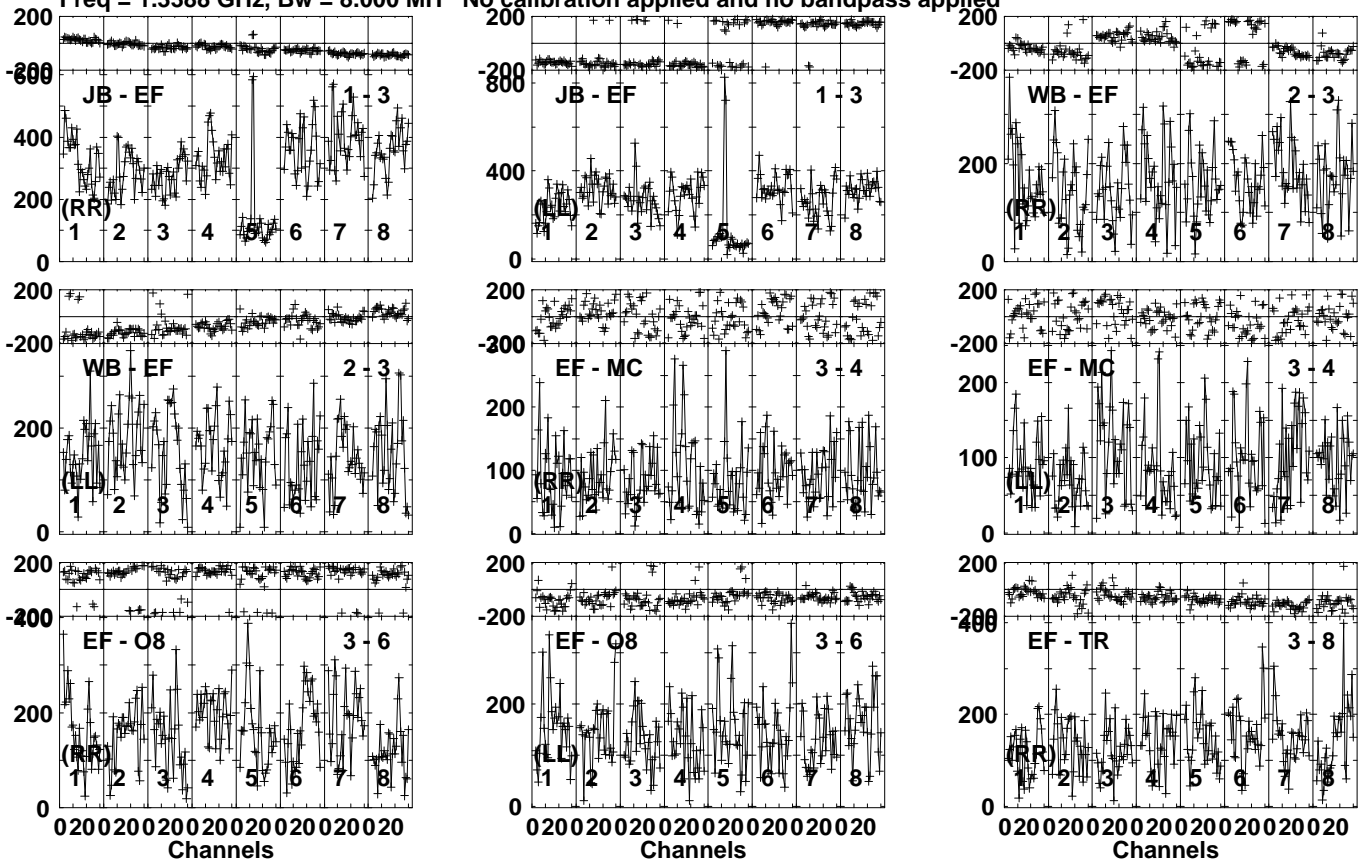 Freq = 1.5388 GHz, Bw = 8.000 MH No calibration applied and no bandpass applied
200 200 200
-200 -200
600 800
JB - EF 1 - 3 JB - EF 1 - 3 WB - EF 2 - 3
400 400 200
200
(RR) (LL) (RR)
1 2 3 4 5 6 7 8 1 2 3 4 5 6 7 8 1 2 3 4 5 6 7 8
0 0 0
200 200 200
-200 -200
300
WB - EF 2 - 3 EF - MC 3 - 4 EF - MC 3 - 4
200 200 200
100 100
(LL) (RR) (LL)
1 2 3 4 5 6 7 8 1 2 3 4 5 6 7 8 1 2 3 4 5 6 7 8
0 0 0
200 200 200
-200 -200 -200
400 400
EF - O8 3 - 6 EF - O8 3 - 6 EF - TR 3 - 8
200 200 200
(RR) (LL) (RR)
1 2 3 4 5 6 7 8 1 2 3 4 5 6 7 8 1 2 3 4 5 6 7 8
0 0 0
0 20 0 20 0 20 0 20 0 20 0 20 0 20 0 20 0 20 0 20 0 20 0 20 0 20 0 20 0 20 0 20 0 20 0 20 0 20 0 20 0 20 0 20 0 20 0 20
Channels Channels Channels